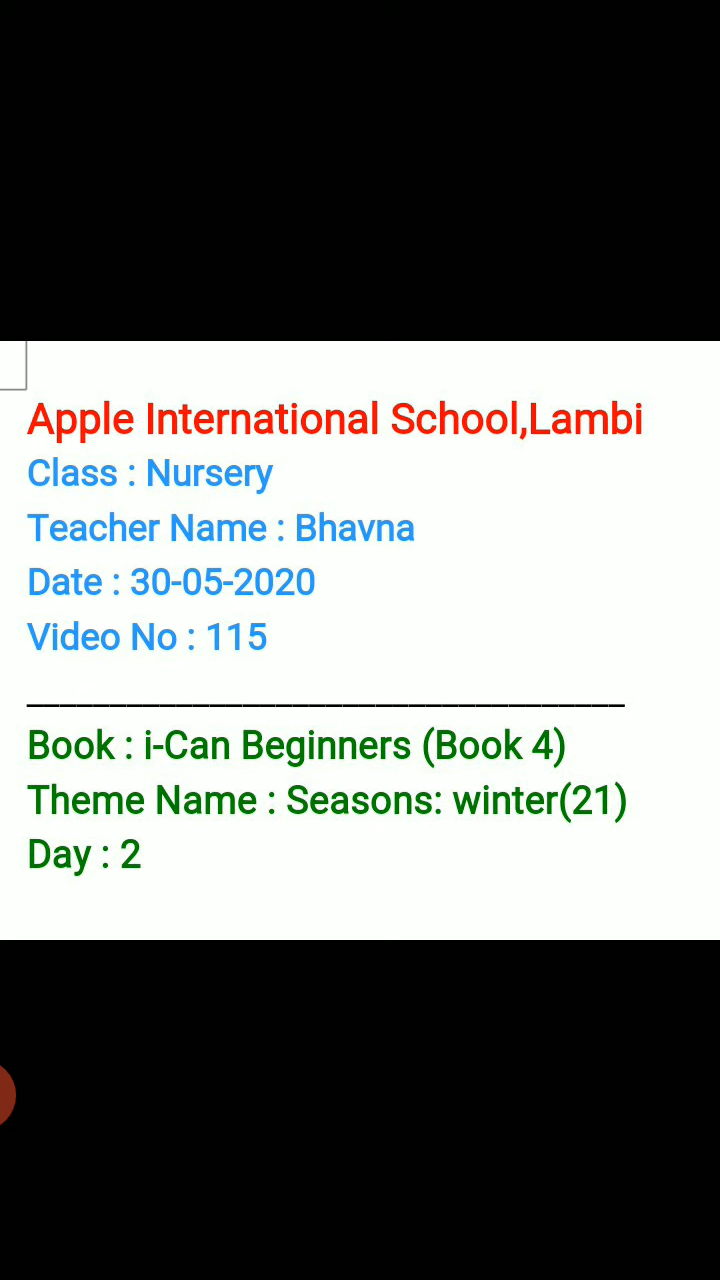 Apple International School,Lambi
Class : Nursery
Teacher Name : Bhavna
Date : 30-05-2020
Video No : 115
____________________________________
Book : i-Can Beginners (Book 4)
Theme Name : Seasons: winter(21)
Day : 2